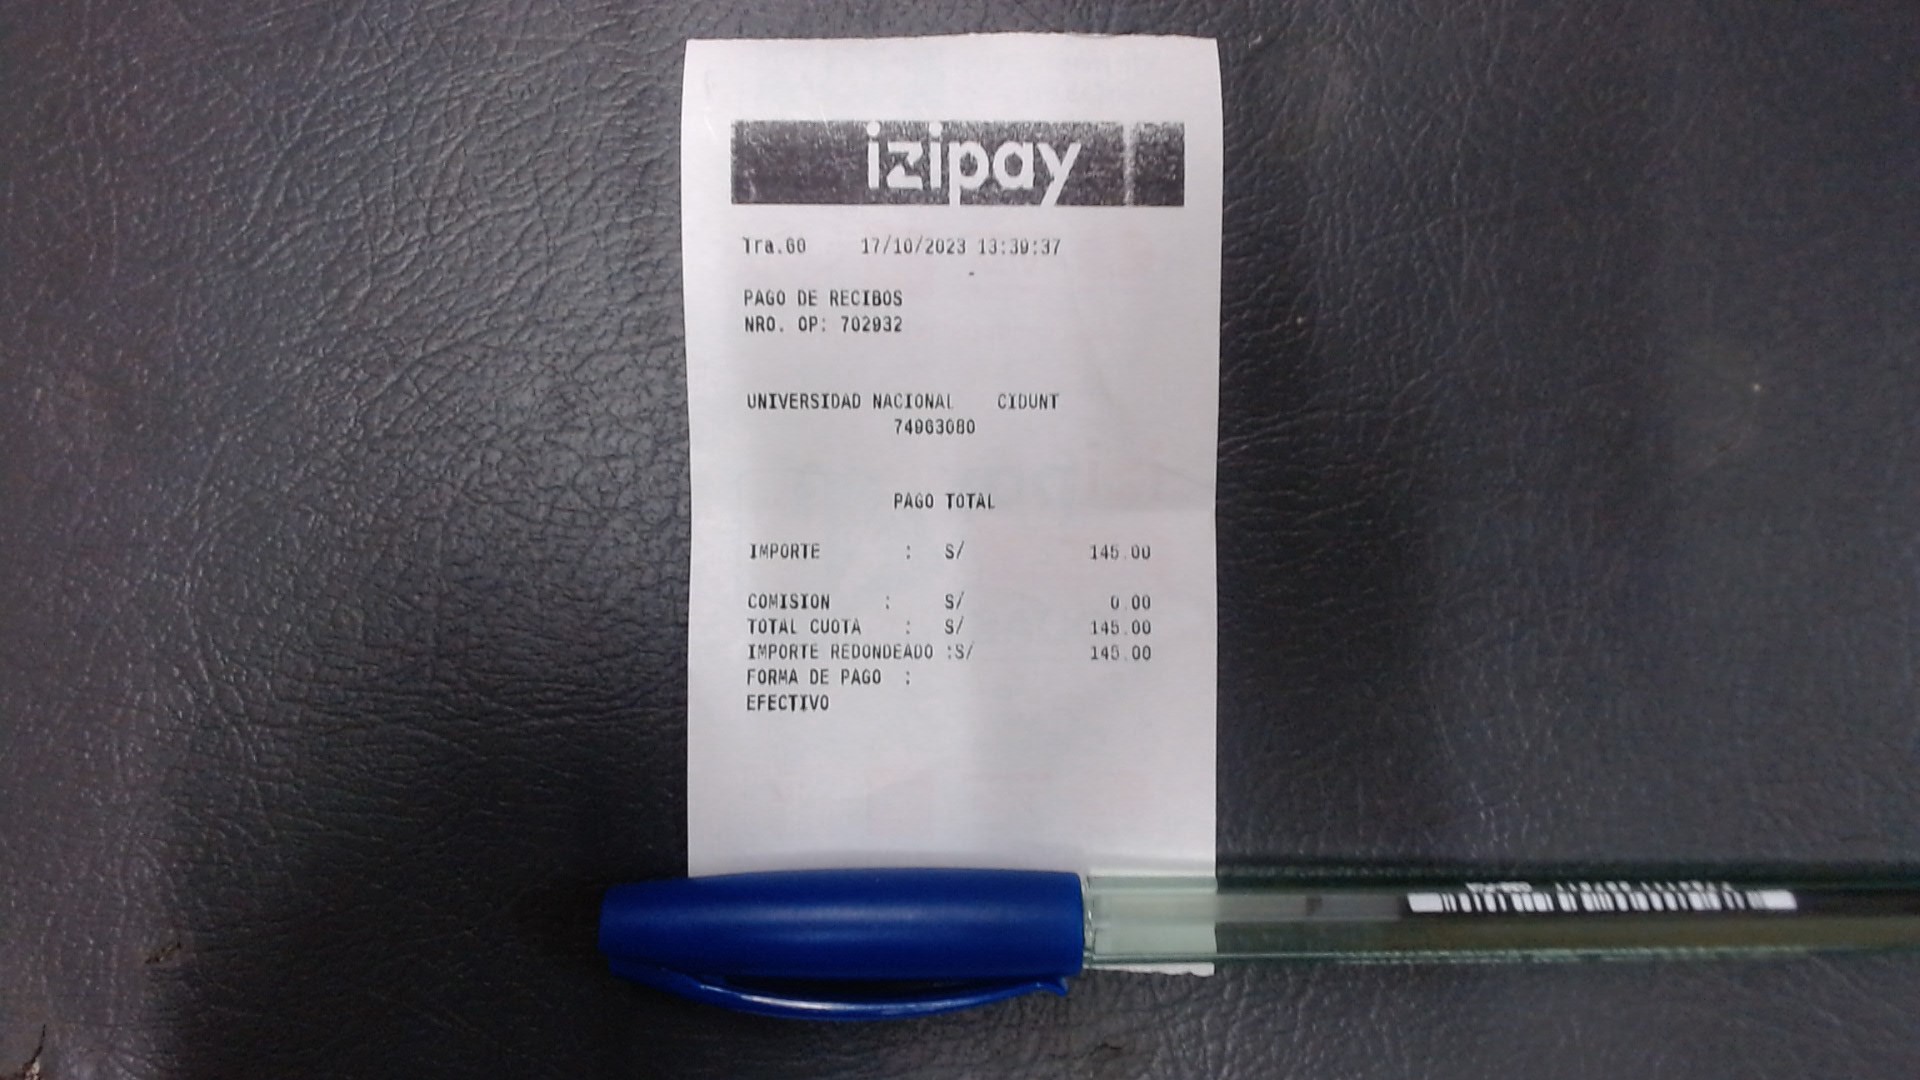 izipay
Tra.60 17/10/2023 13:39:37
PAGO DE RECIBOS
NRO. OP: 702932
UNIVERSIDAD NACIONAL CIDUNT
74963080
PAGO TOTAL
IMPORTE : S/ 145.00
COMISION : S/ 0.00
TOTAL CUOTA : S/ 145.00
IMPORTE REDONDEADO :S/ 145.00
FORMA DE PAGO :
EFECTIVO